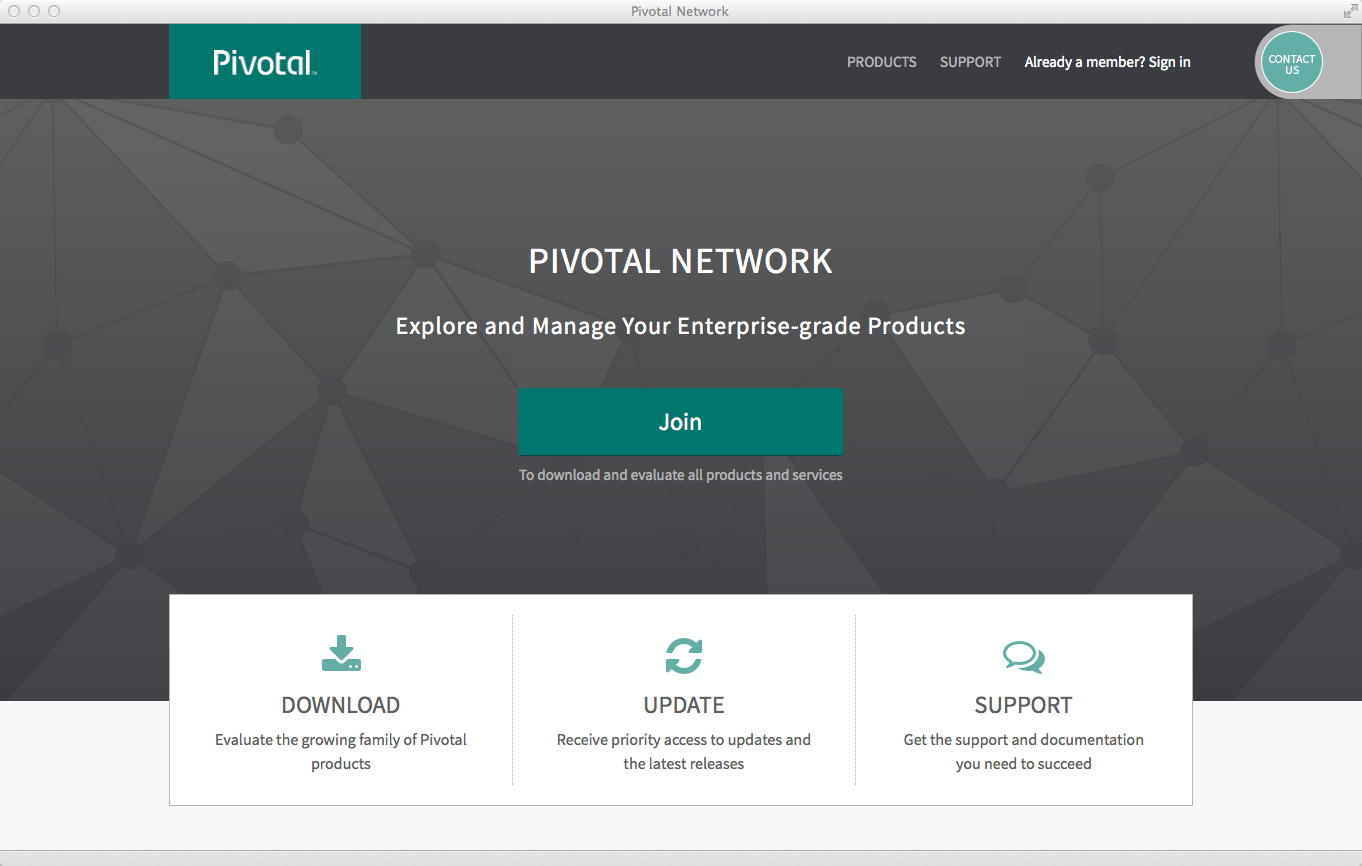 Pivotal Network
Pivotal™
PRODUCTS SUPPORT Already a member? Sign in
CONTACT
US
PIVOTAL NETWORK
Explore and Manage Your Enterprise-grade Products
Join
To download and evaluate all products and services
DOWNLOAD
Evaluate the growing family of Pivotal
products
UPDATE
Receive priority access to updates and
the latest releases
SUPPORT
Get the support and documentation
you need to succeed